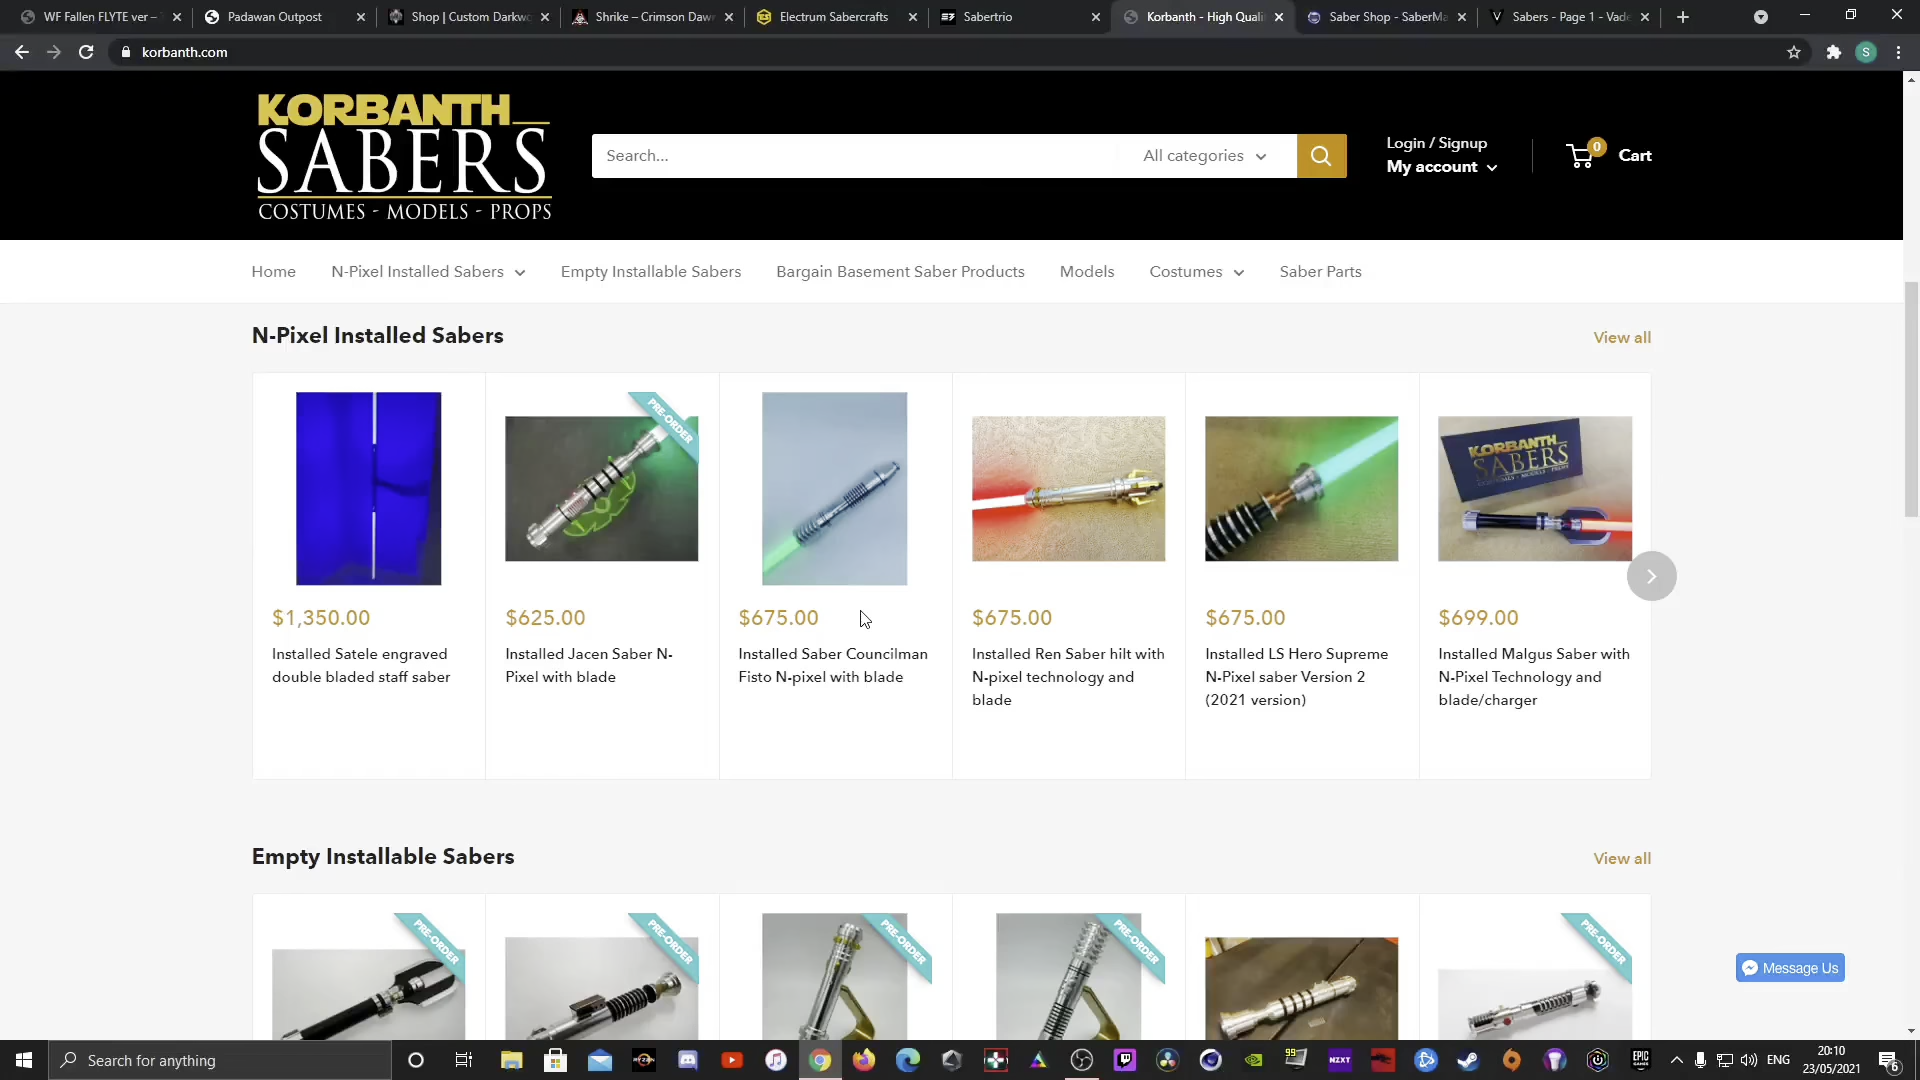 WF Fallen FLYTE ver –
Padawan Outpost
Shop | Custom Darkwo
Shrike – Crimson Daw
Electrum Sabercrafts
Sabertrio
Korbanth - High Quali
Saber Shop - SaberMa
Sabers - Page 1 - Vade
korbanth.com
S
KORBANTH
SABERS
COSTUMES - MODELS - PROPS
Search...
All categories
Login / Signup
My account
0
Cart
Home
N-Pixel Installed Sabers
Empty Installable Sabers
Bargain Basement Saber Products
Models
Costumes
Saber Parts
N-Pixel Installed Sabers
View all
PRE-ORDER
KORBANTH
SABERS
$1,350.00
Installed Satele engraved
double bladed staff saber
$625.00
Installed Jacen Saber N-
Pixel with blade
$675.00
Installed Saber Councilman
Fisto N-pixel with blade
$675.00
Installed Ren Saber hilt with
N-pixel technology and
blade
$675.00
Installed LS Hero Supreme
N-Pixel saber Version 2
(2021 version)
$699.00
Installed Malgus Saber with
N-Pixel Technology and
blade/charger
Empty Installable Sabers
View all
PRE-ORDER
PRE-ORDER
PRE-ORDER
PRE-ORDER
PRE-ORDER
Message Us
Search for anything
RYZEN
99
NZXT
EPIC
GAMES
ENG
20:10
23/05/2021
6